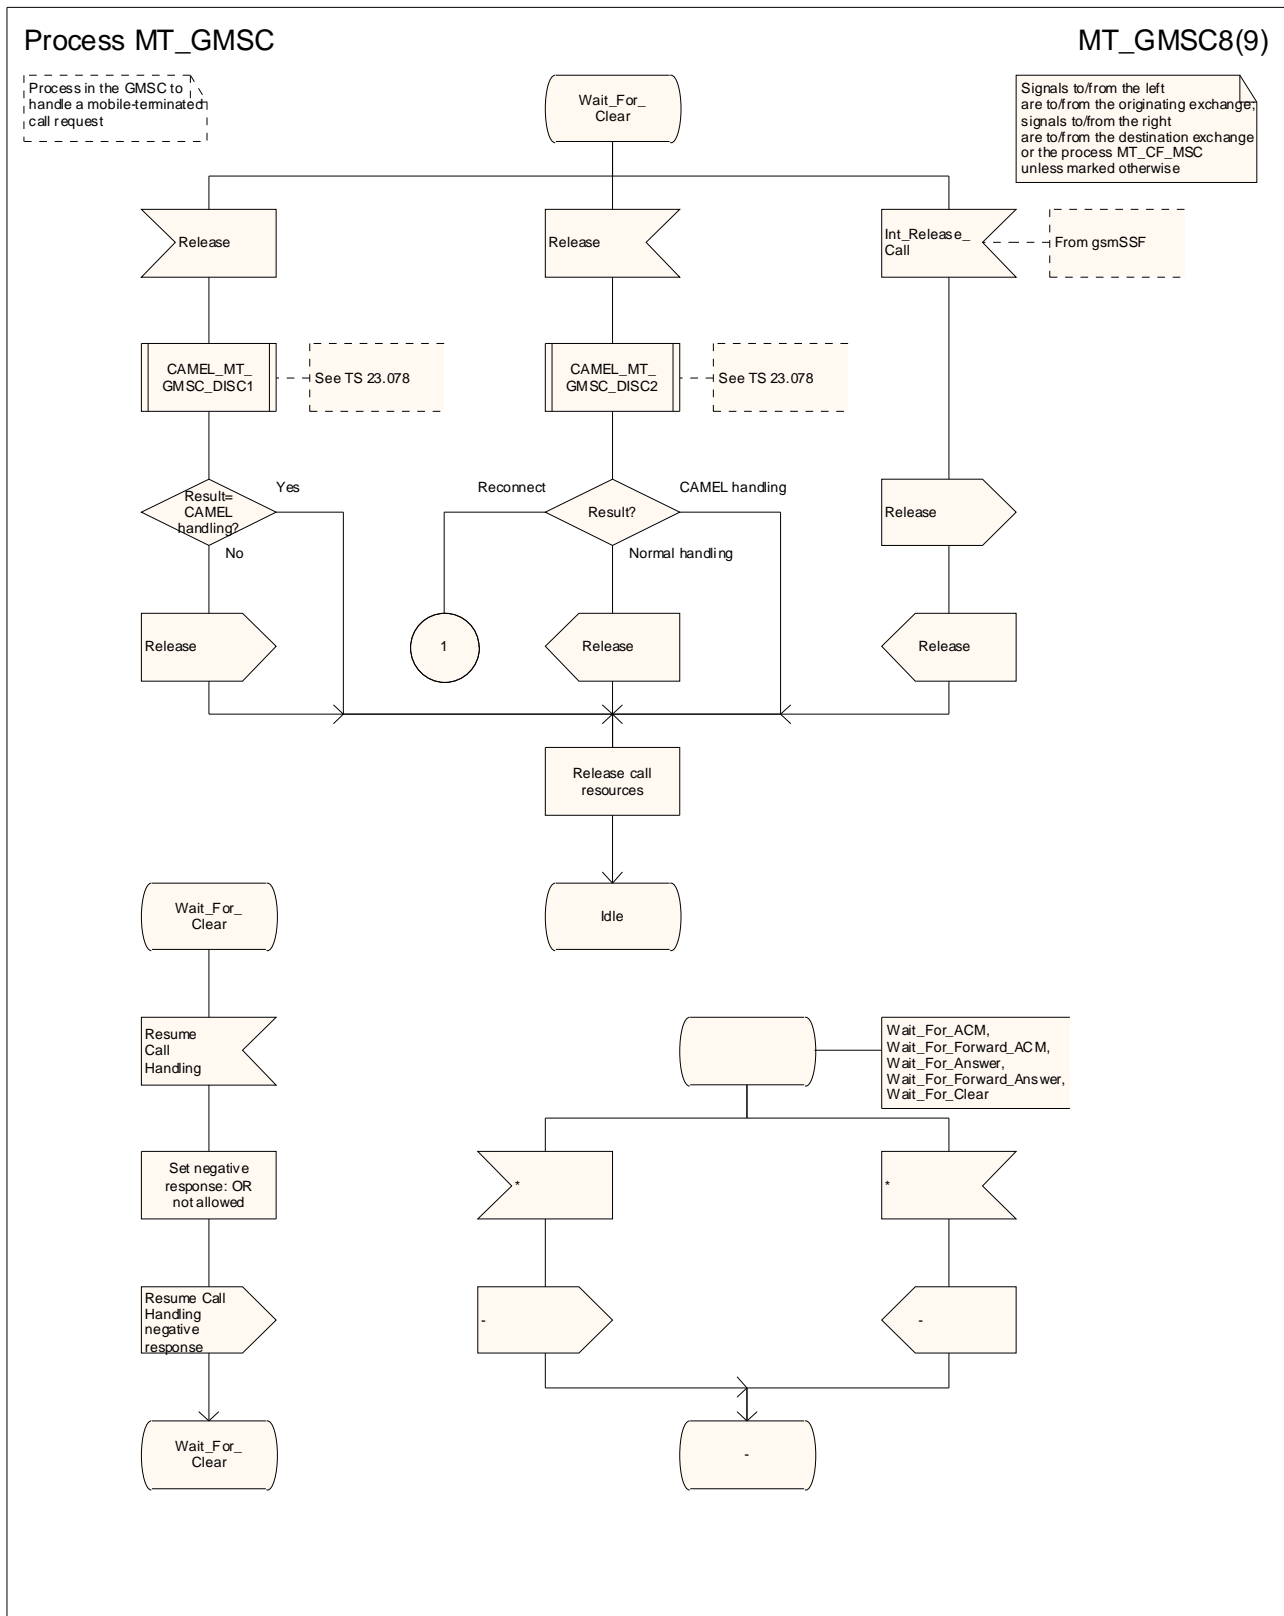 Process MT_GMSC
MT_GMSC8(9)
Process in the GMSC to
handle a mobile-terminated
call request
Wait_For_
Clear
Signals to/from the left
are to/from the originating exchange;
signals to/from the right
are to/from the destination exchange
or the process MT_CF_MSC
unless marked otherwise
Release
Release
Int_Release_
Call
From gsmSSF
CAMEL_MT_
GMSC_DISC1
See TS 23.078
CAMEL_MT_
GMSC_DISC2
See TS 23.078
Result=
CAMEL
handling?
Yes
No
Reconnect
Result?
CAMEL handling
Normal handling
Release
Release
1
Release
Release
Release call
resources
Idle
Wait_For_
Clear
Resume
Call
Handling
Set negative
response: OR
not allowed
Resume Call
Handling
negative
response
Wait_For_
Clear
Wait_For_ACM,
Wait_For_Forward_ACM,
Wait_For_Answer,
Wait_For_Forward_Answer,
Wait_For_Clear
*
*
-
-
-